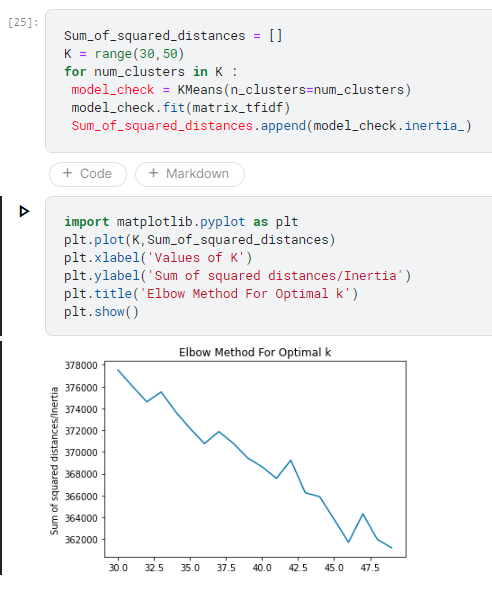 [25]:
Sum_of_squared_distances = []
K = range(30,50)
for num_clusters in K :
 model_check = KMeans(n_clusters=num_clusters)
 model_check.fit(matrix_tfidf)
 Sum_of_squared_distances.append(model_check.inertia_)
+ Code + Markdown
import matplotlib.pyplot as plt
plt.plot(K,Sum_of_squared_distances)
plt.xlabel('Values of K')
plt.ylabel('Sum of squared distances/Inertia')
plt.title('Elbow Method For Optimal k')
plt.show()
Elbow Method For Optimal k
Sum of squared distances/Inertia
378000
376000
374000
372000
370000
368000
366000
364000
362000
30.0 32.5 35.0 37.5 40.0 42.5 45.0 47.5